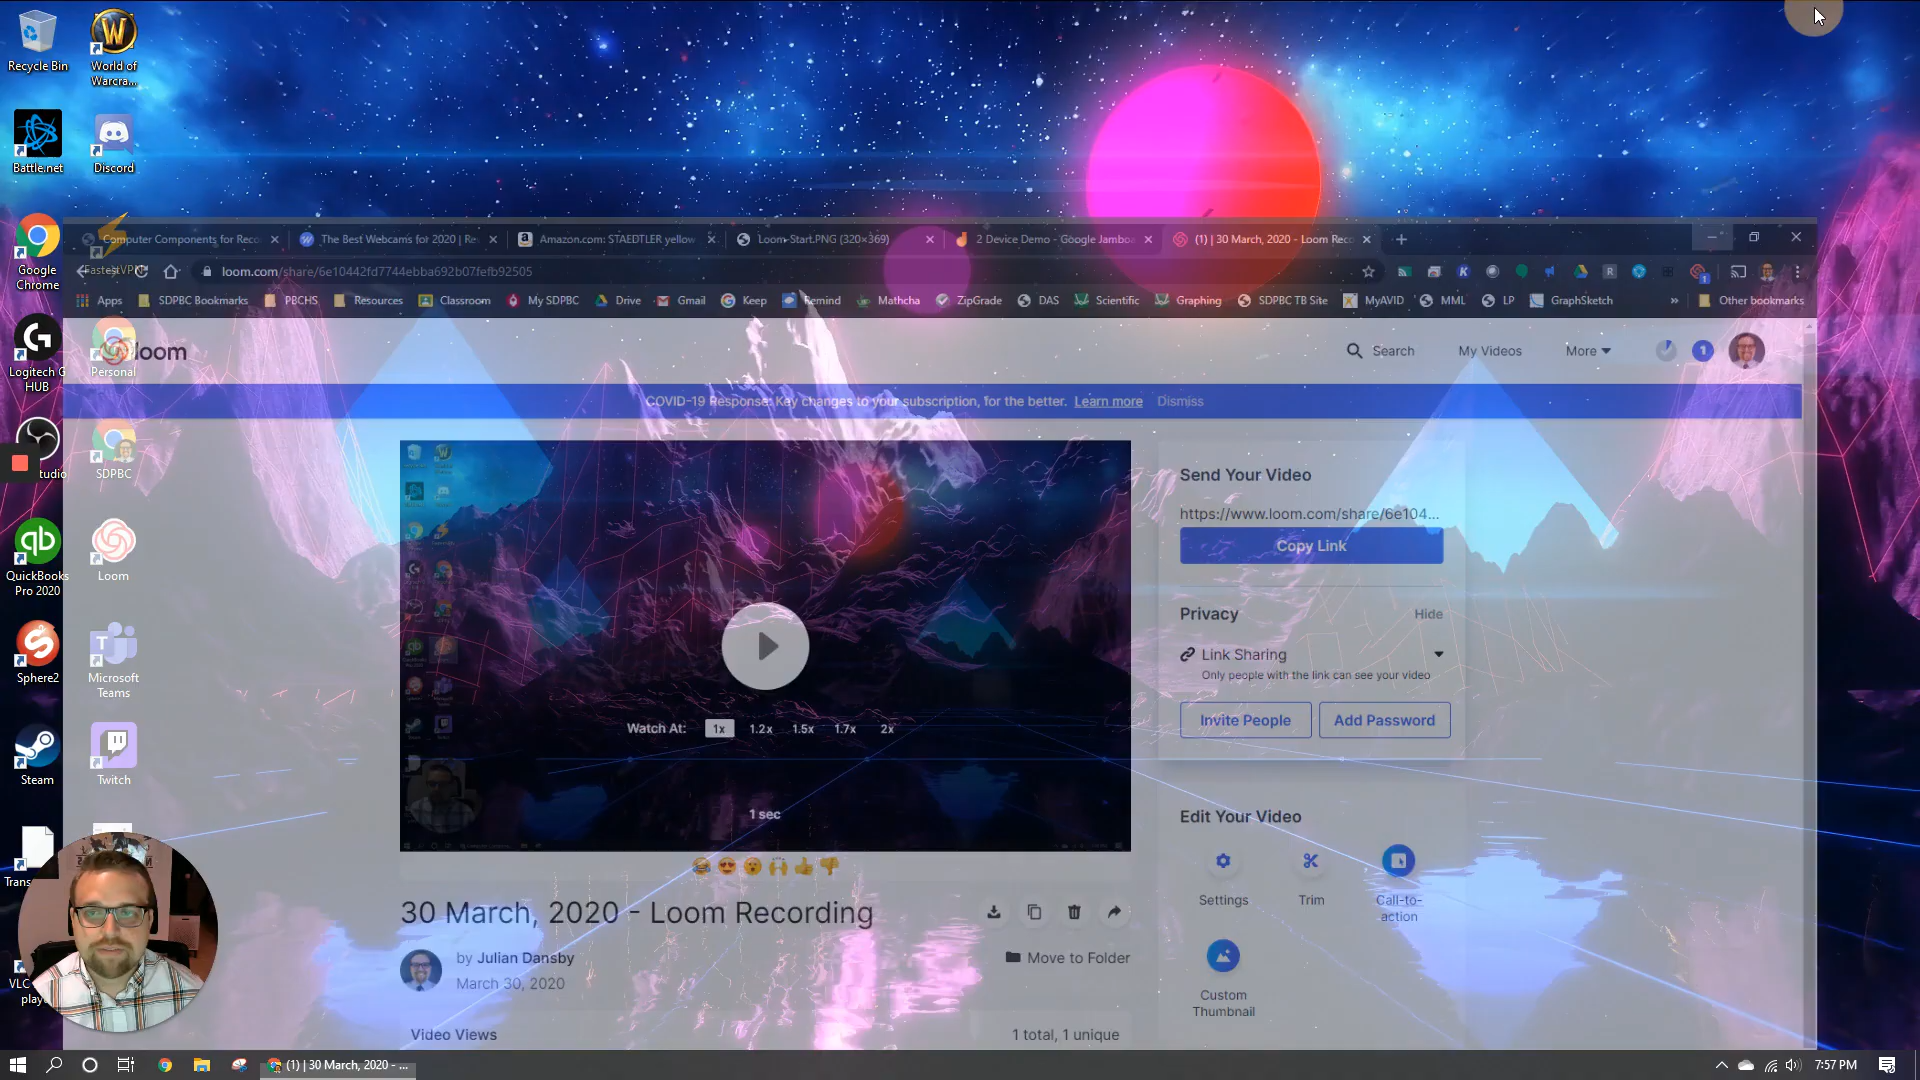 Recycle Bin
World of
Warcra...
Battle.net
Discord
Google
Chrome
FastestVPN
Logitech G
HUB
Personal
tudio
SDPBC
QuickBooks
Pro 2020
Loom
Sphere2
Microsoft
Teams
Steam
Twitch
Trans
VLC
playe
Computer Components for Reco
The Best Webcams for 2020 | Re
Amazon.com: STAEDTLER yellow
Loom-Start.PNG (320×369)
2 Device Demo - Google Jamboa
(1) | 30 March, 2020 - Loom Reco
loom.com/share/6e10442fd7744ebba692b07fefb92505
Apps
SDPBC Bookmarks
PBCHS
Resources
Classroom
My SDPBC
Drive
Gmail
Keep
Remind
Mathcha
ZipGrade
DAS
Scientific
Graphing
SDPBC TB Site
MyAVID
MML
LP
GraphSketch
»
Other bookmarks
loom
Search
My Videos
More
1
COVID-19 Response: Key changes to your subscription, for the better. Learn more Dismiss
Send Your Video
https://www.loom.com/share/6e104...
Copy Link
Privacy
Hide
Link Sharing
Only people with the link can see your video
Invite People
Add Password
Watch At: 1x 1.2x 1.5x 1.7x 2x
1 sec
Edit Your Video
Settings
Trim
Call-to-
action
Custom
Thumbnail
30 March, 2020 - Loom Recording
by Julian Dansby
March 30, 2020
Move to Folder
Video Views
1 total, 1 unique
(1) | 30 March, 2020 - ...
7:57 PM